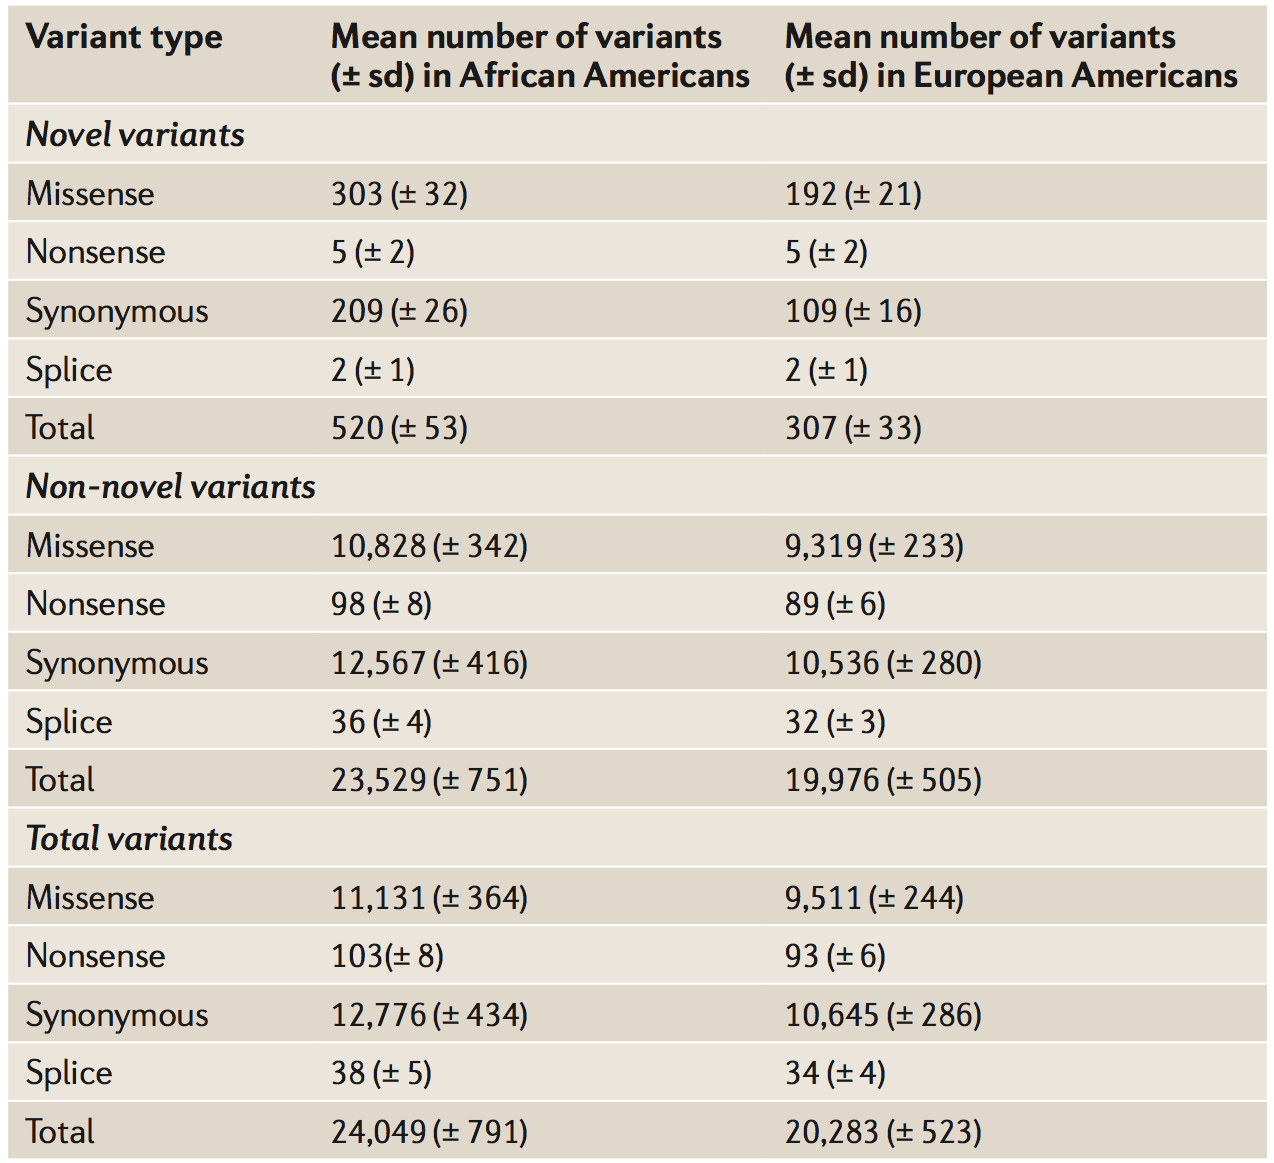 Variant type Mean number of variants (± sd) in African Americans Mean number of variants (± sd) in European Americans
Novel variants
Missense 303 (± 32) 192 (± 21)
Nonsense 5 (± 2) 5 (± 2)
Synonymous 209 (± 26) 109 (± 16)
Splice 2 (± 1) 2 (± 1)
Total 520 (± 53) 307 (± 33)
Non-novel variants
Missense 10,828 (± 342) 9,319 (± 233)
Nonsense 98 (± 8) 89 (± 6)
Synonymous 12,567 (± 416) 10,536 (± 280)
Splice 36 (± 4) 32 (± 3)
Total 23,529 (± 751) 19,976 (± 505)
Total variants
Missense 11,131 (± 364) 9,511 (± 244)
Nonsense 103(± 8) 93 (± 6)
Synonymous 12,776 (± 434) 10,645 (± 286)
Splice 38 (± 5) 34 (± 4)
Total 24,049 (± 791) 20,283 (± 523)